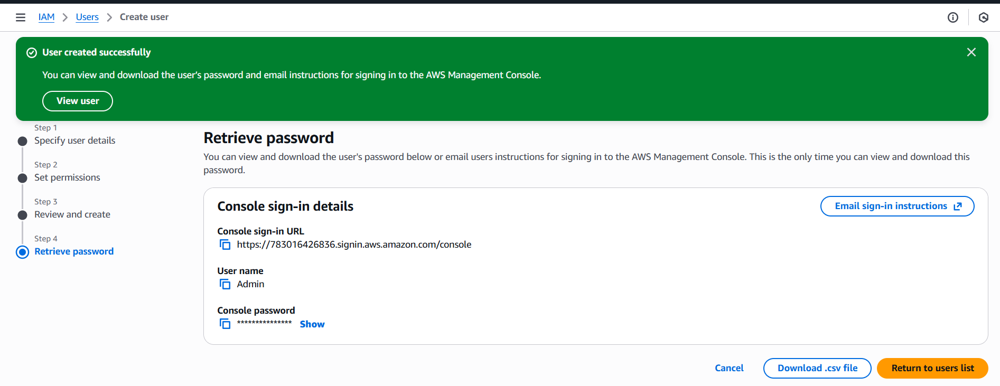 IAM > Users > Create user
User created successfully
You can view and download the user's password and email instructions for signing in to the AWS Management Console.
View user
Step 1
Specify user details
Step 2
Set permissions
Step 3
Review and create
Step 4
Retrieve password
Retrieve password
You can view and download the user's password below or email users instructions for signing in to the AWS Management Console. This is the only time you can view and download this
password.
Console sign-in details
Email sign-in instructions
Console sign-in URL
https://783016426836.signin.aws.amazon.com/console
User name
Admin
Console password
*************** Show
Cancel
Download .csv file
Return to users list